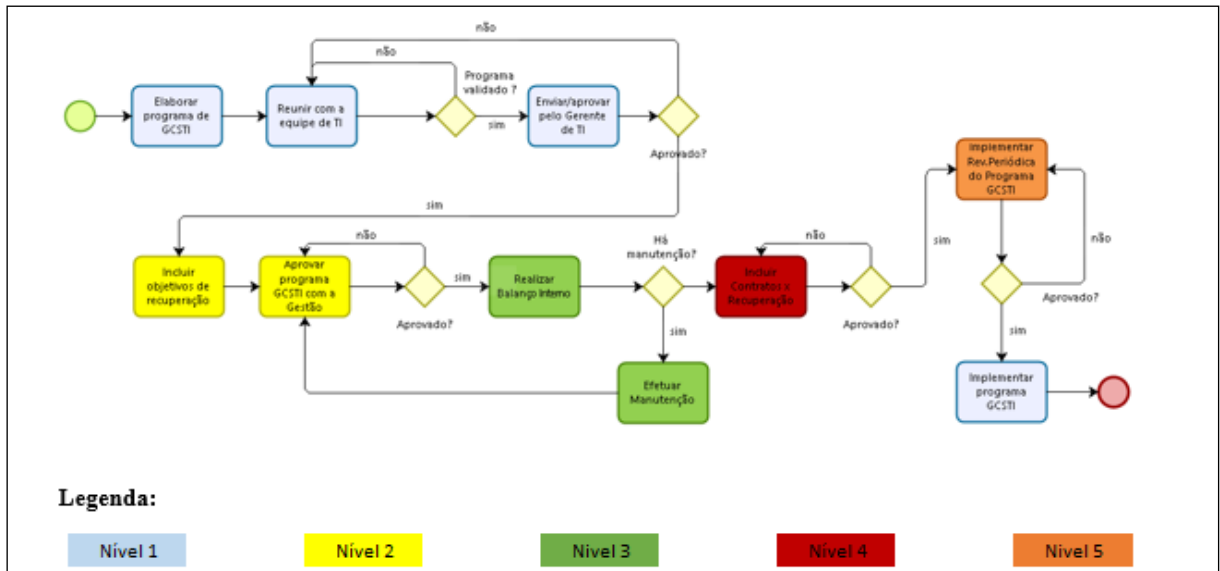 não
não
Programa
validado ?
Elaborar
programa de
GCSTI
Reunir com a
equipe de TI
sim
Enviar/aprovar
pelo Gerente
de TI
Aprovado?
sim
Implementar
Rev.Periódica
do Programa
GCSTI
não
Aprovado?
sim
Incluir
objetivos de
recuperação
Aprovar
programa
GCSTI com a
Gestão
não
sim
Aprovado?
Realizar
Balanço Interno
Há
manutenção?
sim
Incluir
Contratos x
Recuperação
não
Aprovado?
sim
Efetuar
Manutenção
Implementar
programa
GCSTI
Legenda:
Nível 1
Nível 2
Nível 3
Nível 4
Nível 5